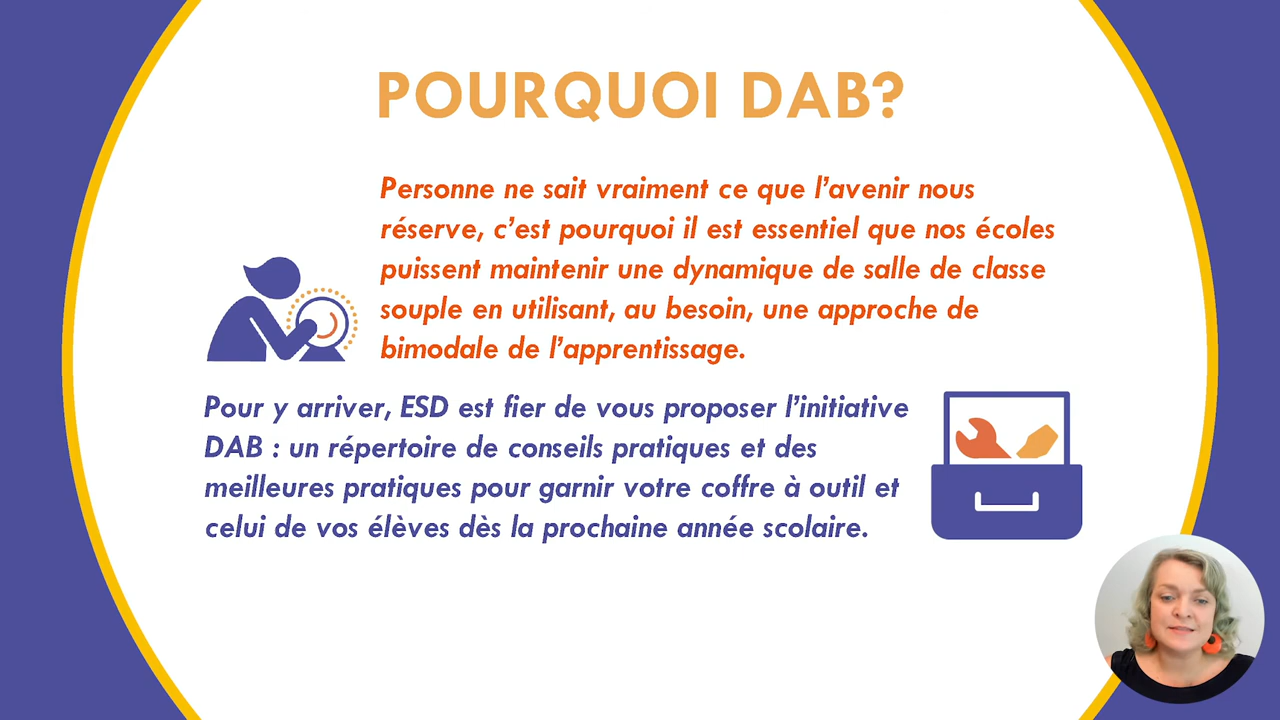 POURQUOI DAB?
Personne ne sait vraiment ce que l’avenir nous
réserve, c’est pourquoi il est essentiel que nos écoles
puissent maintenir une dynamique de salle de classe
souple en utilisant, au besoin, une approche de
bimodale de l’apprentissage.
Pour y arriver, ESD est fier de vous proposer l’initiative
DAB : un répertoire de conseils pratiques et des
meilleures pratiques pour garnir votre coffre à outil et
celui de vos élèves dès la prochaine année scolaire.